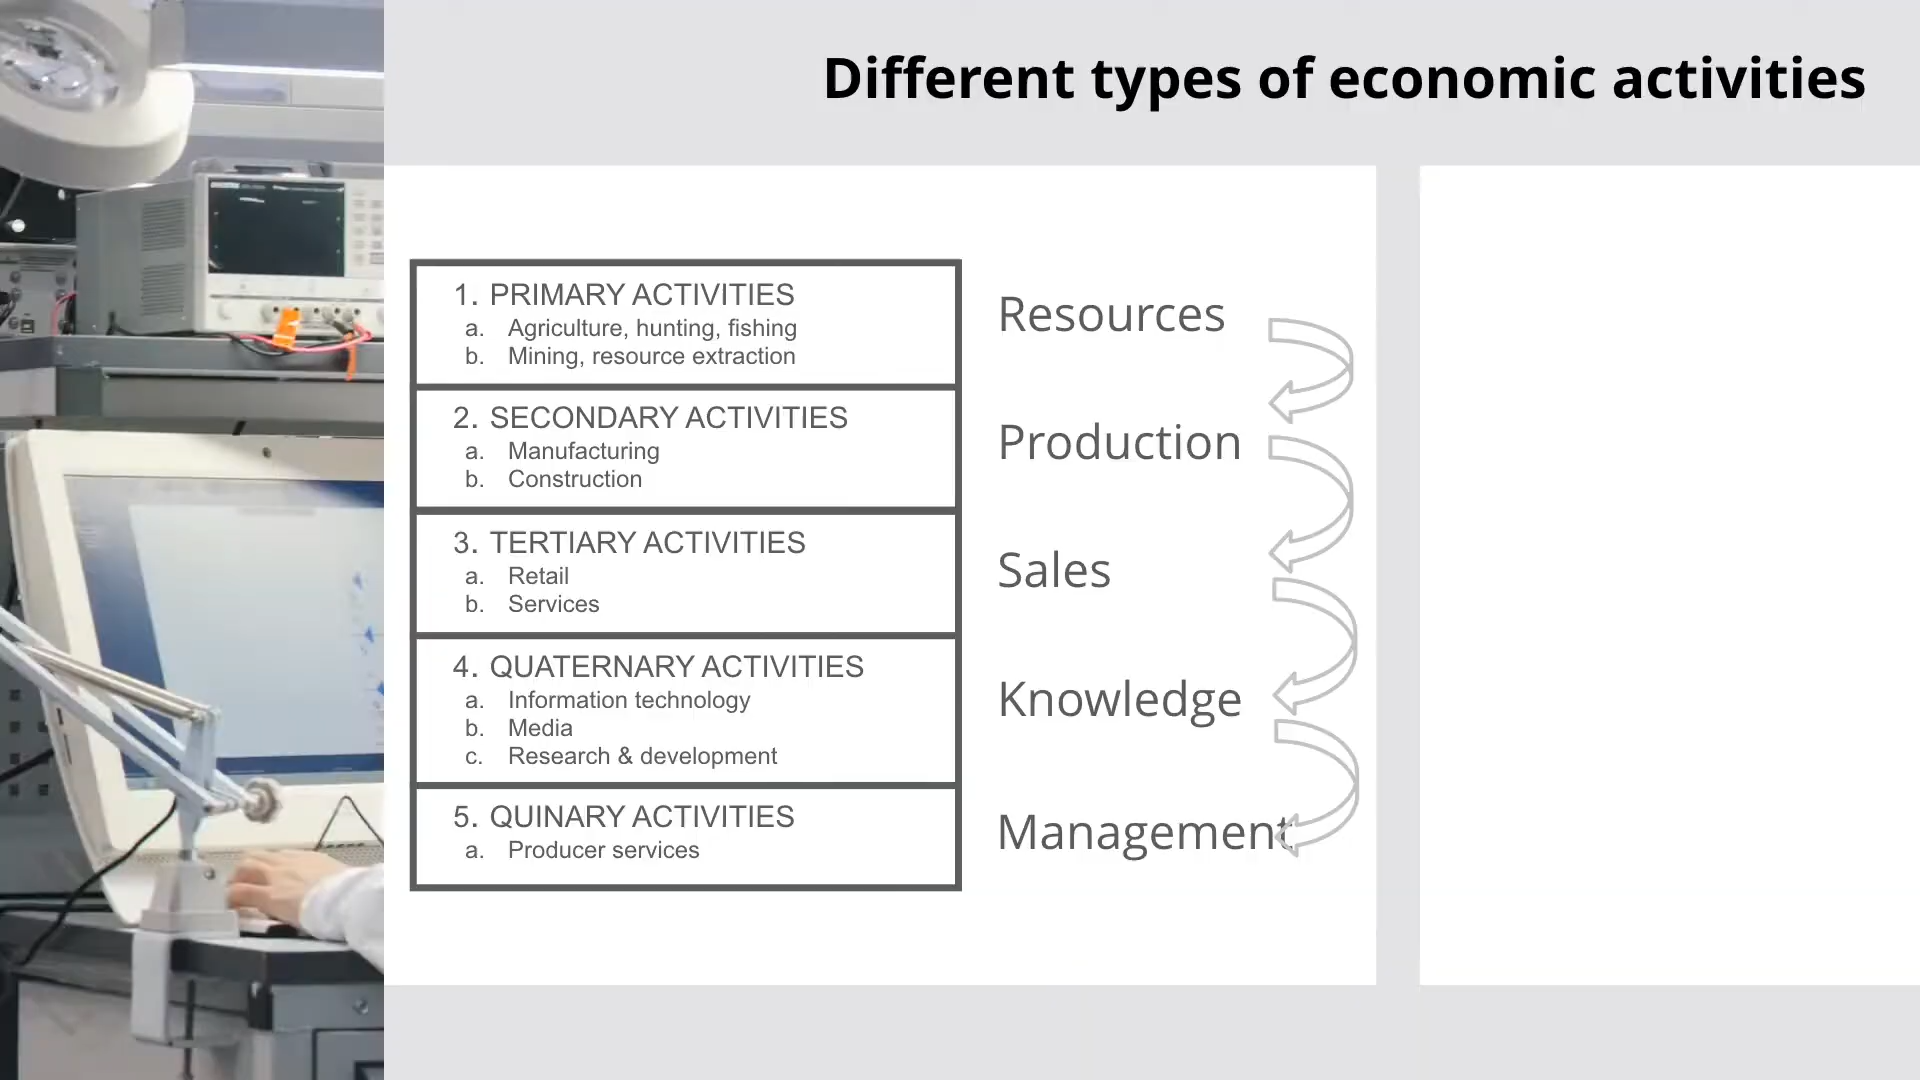 Different types of economic activities
1. PRIMARY ACTIVITIES
a. Agriculture, hunting, fishing
b. Mining, resource extraction
Resources
2. SECONDARY ACTIVITIES
a. Manufacturing
b. Construction
Production
3. TERTIARY ACTIVITIES
a. Retail
b. Services
Sales
4. QUATERNARY ACTIVITIES
a. Information technology
b. Media
c. Research & development
Knowledge
5. QUINARY ACTIVITIES
a. Producer services
Management